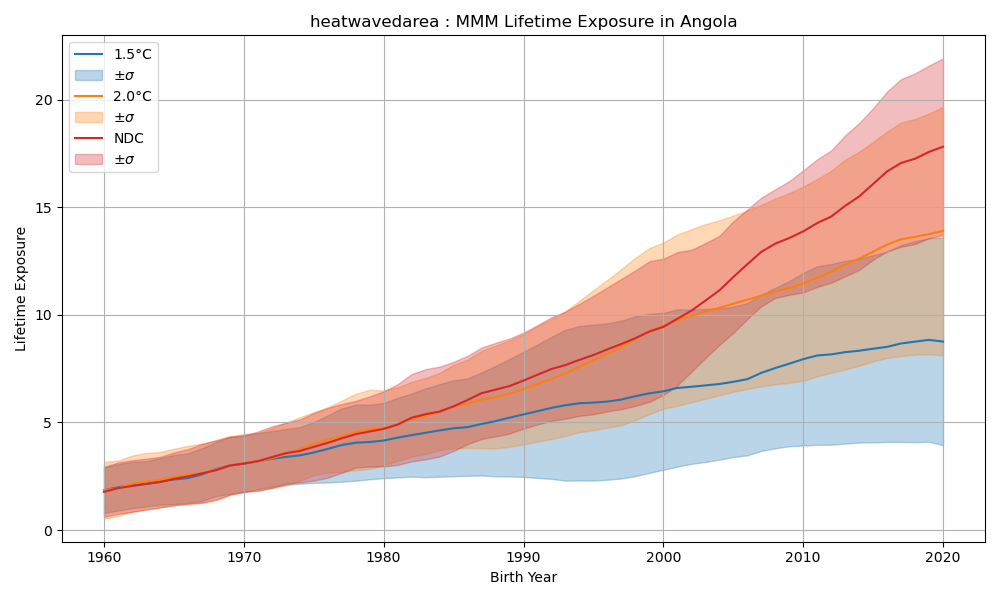 heatwavedarea : MMM Lifetime Exposure in Angola
1.5°C
±σ
2.0°C
±σ
NDC
±σ
Lifetime Exposure
20
15
10
5
0
1960 1970 1980 1990 2000 2010 2020
Birth Year